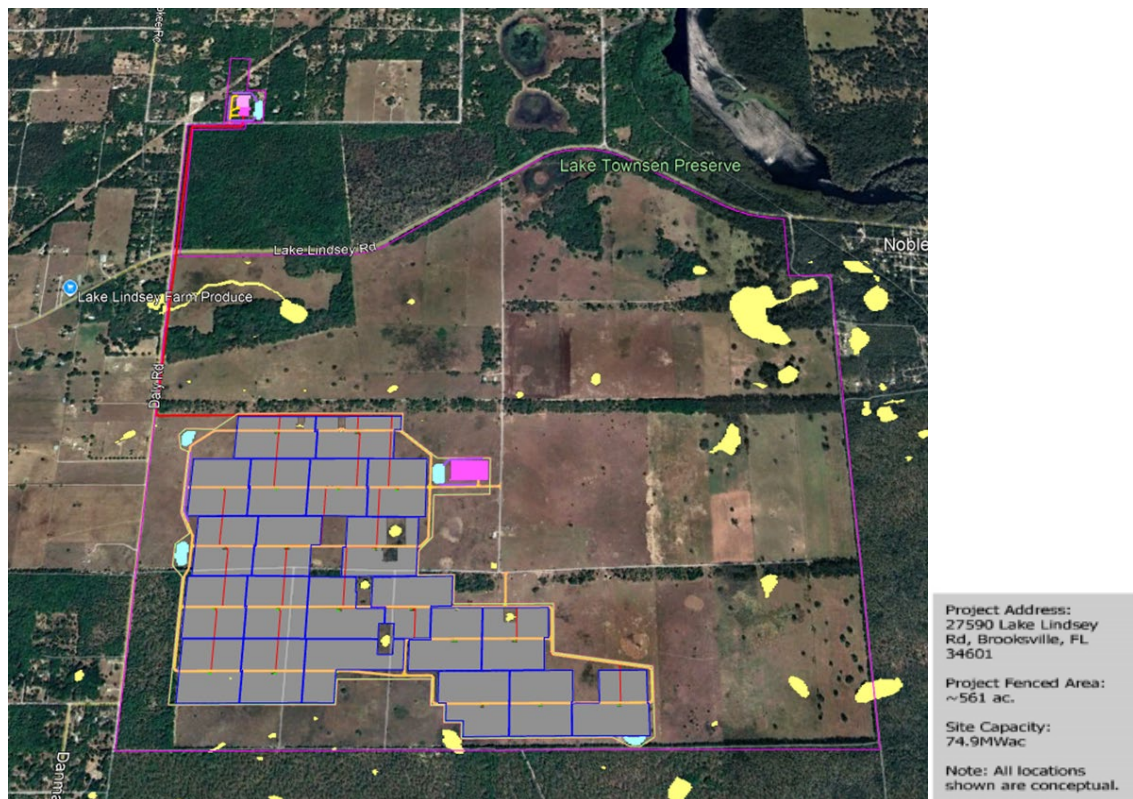 Lake Townsen Preserve
Noble
Lake Lindsey Rd
Lake Lindsey Farm Produce
Daly Rd
Danma
Project Address:
27590 Lake Lindsey
Rd, Brooksville, FL
34601
Project Fenced Area:
~561 ac.
Site Capacity:
74.9MWac
Note: All locations
shown are conceptual.